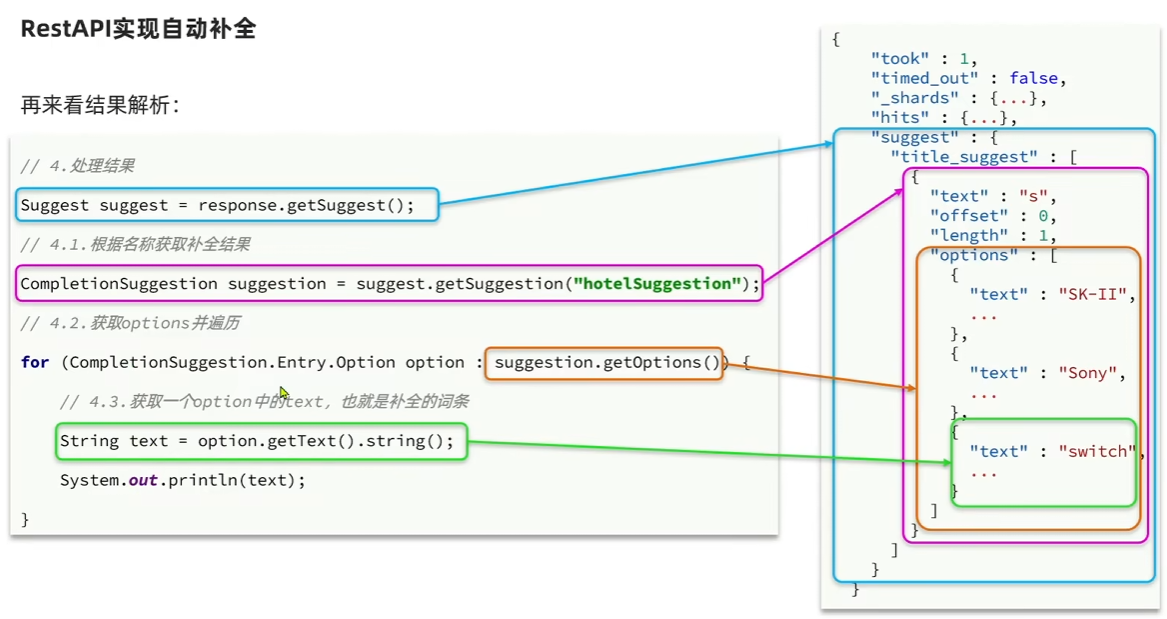 RestAPI实现自动补全
再来看结果解析：
// 4.处理结果
Suggest suggest = response.getSuggest();
// 4.1.根据名称获取补全结果
CompletionSuggestion suggestion = suggest.getSuggestion("hotelSuggestion");
// 4.2.获取options并遍历
for (CompletionSuggestion.Entry.Option option : suggestion.getOptions()) {
// 4.3.获取一个option中的text，也就是补全的词条
String text = option.getText().string();
System.out.println(text);
}
{
"took" : 1,
"timed_out" : false,
"_shards" : {...},
"hits" : {...},
"suggest" : {
"title_suggest" : [
{
"text" : "s",
"offset" : 0,
"length" : 1,
"options" : [
{
"text" : "SK-II",
...
},
{
"text" : "Sony",
...
},
{
"text" : "switch",
...
}
]
}
]
}
}